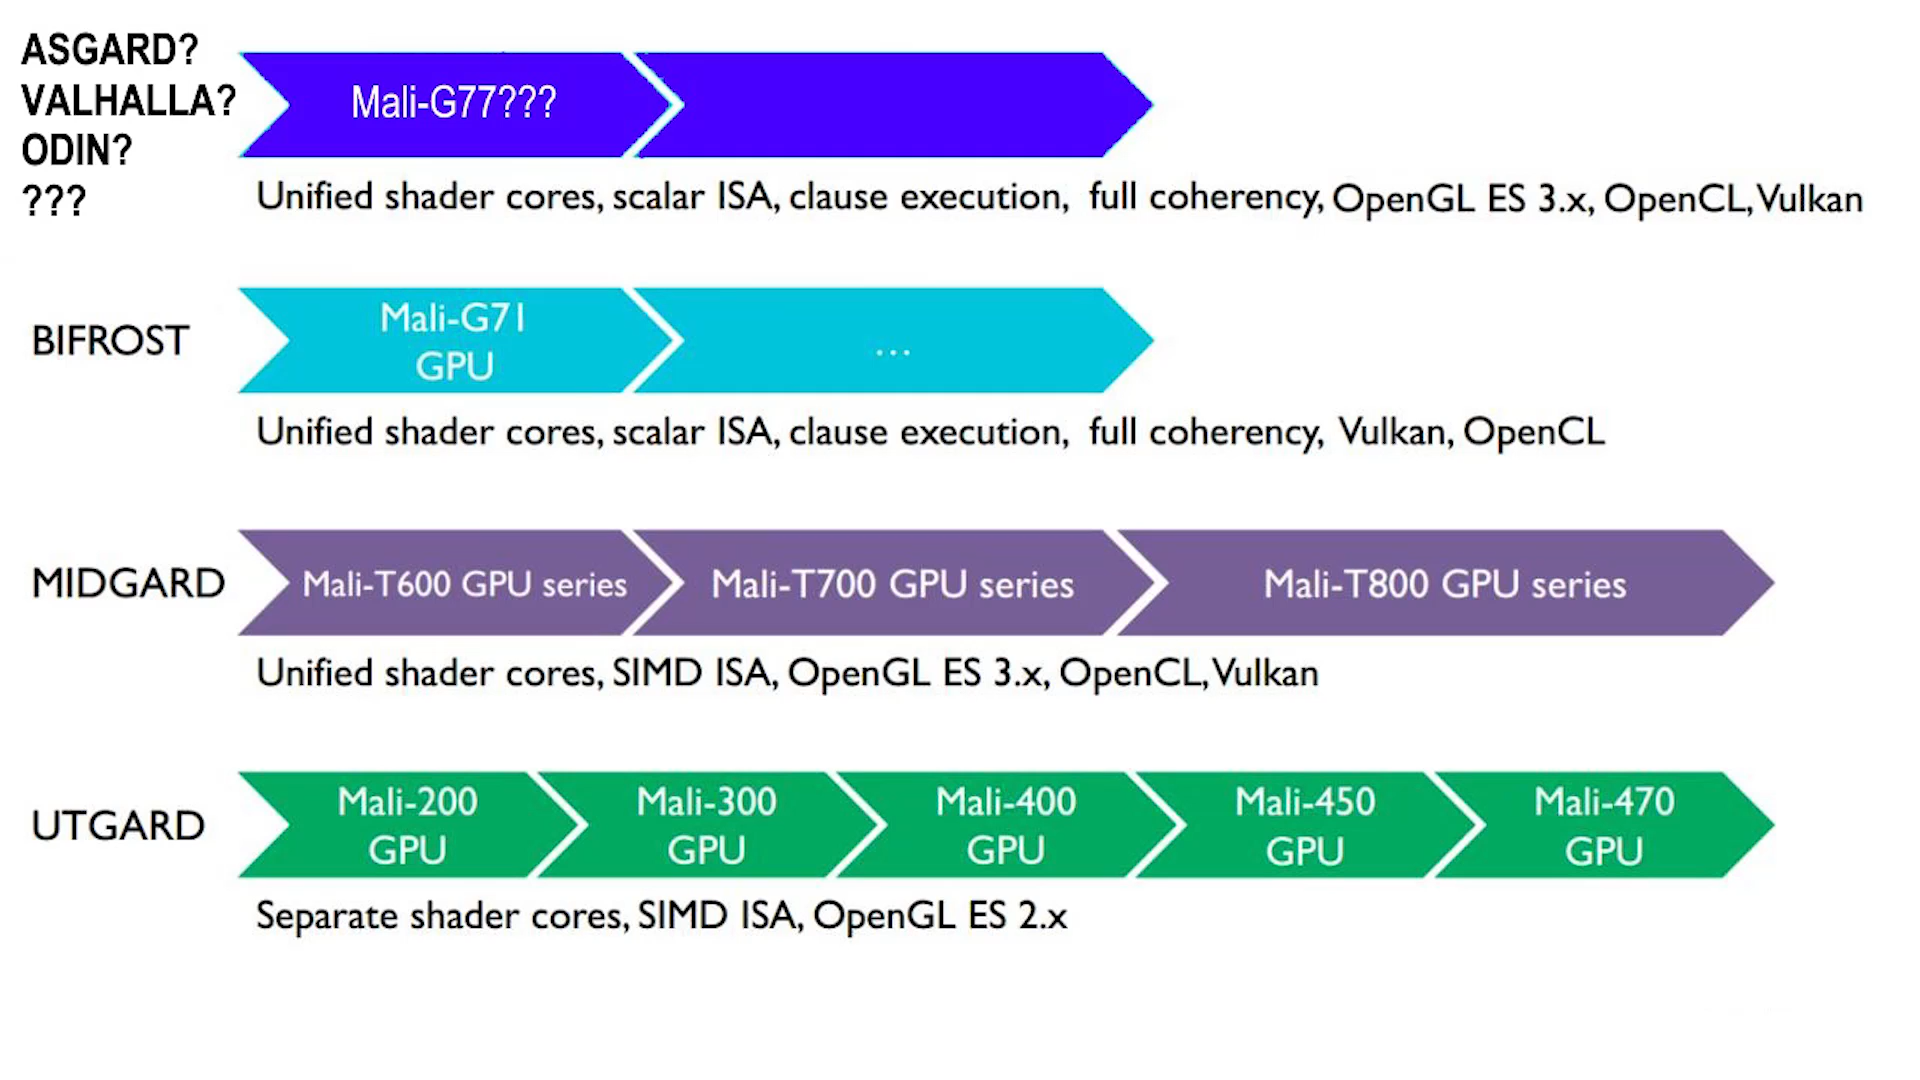 ASGARD?
VALHALLA?
ODIN?
???
Mali-G77???
Unified shader cores, scalar ISA, clause execution, full coherency, OpenGL ES 3.x, OpenCL, Vulkan
BIFROST
Mali-G71
GPU
...
Unified shader cores, scalar ISA, clause execution, full coherency, Vulkan, OpenCL
MIDGARD
Mali-T600 GPU series
Mali-T700 GPU series
Mali-T800 GPU series
Unified shader cores, SIMD ISA, OpenGL ES 3.x, OpenCL, Vulkan
UTGARD
Mali-200
GPU
Mali-300
GPU
Mali-400
GPU
Mali-450
GPU
Mali-470
GPU
Separate shader cores, SIMD ISA, OpenGL ES 2.x